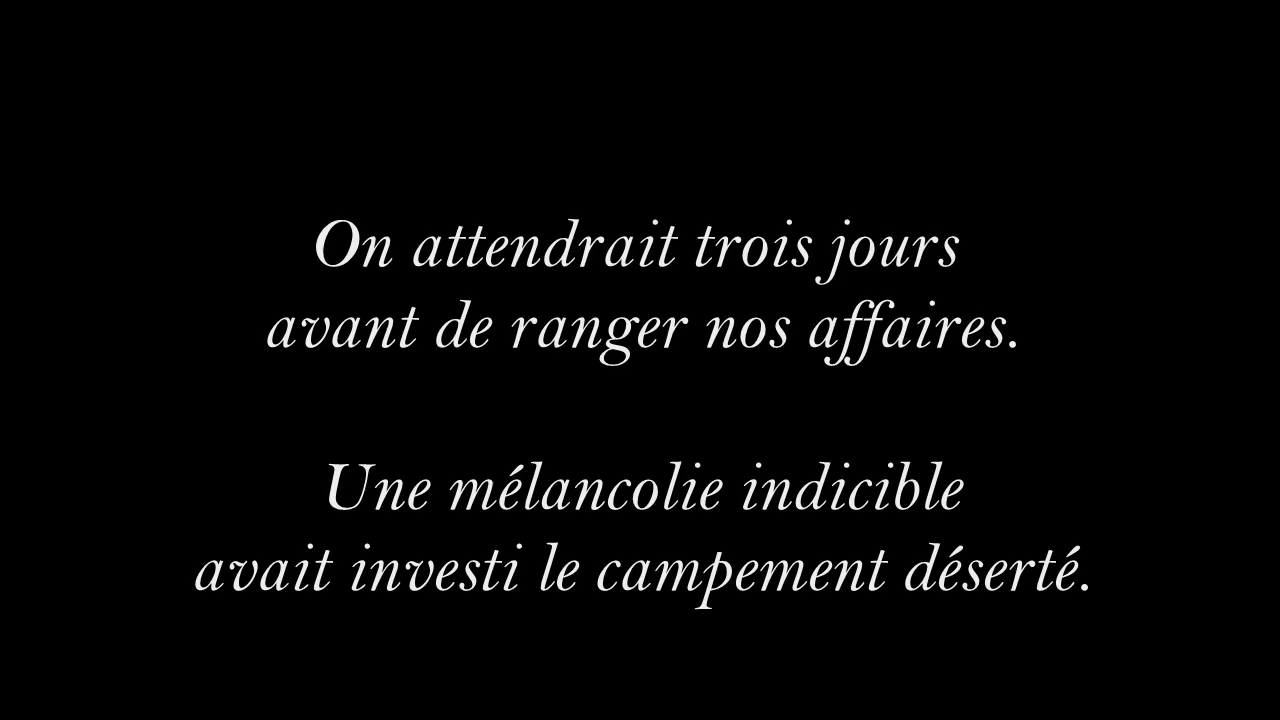 On attendrait trois jours
avant de ranger nos affaires.
Une mélancolie indicible
avait investi le campement déserté.